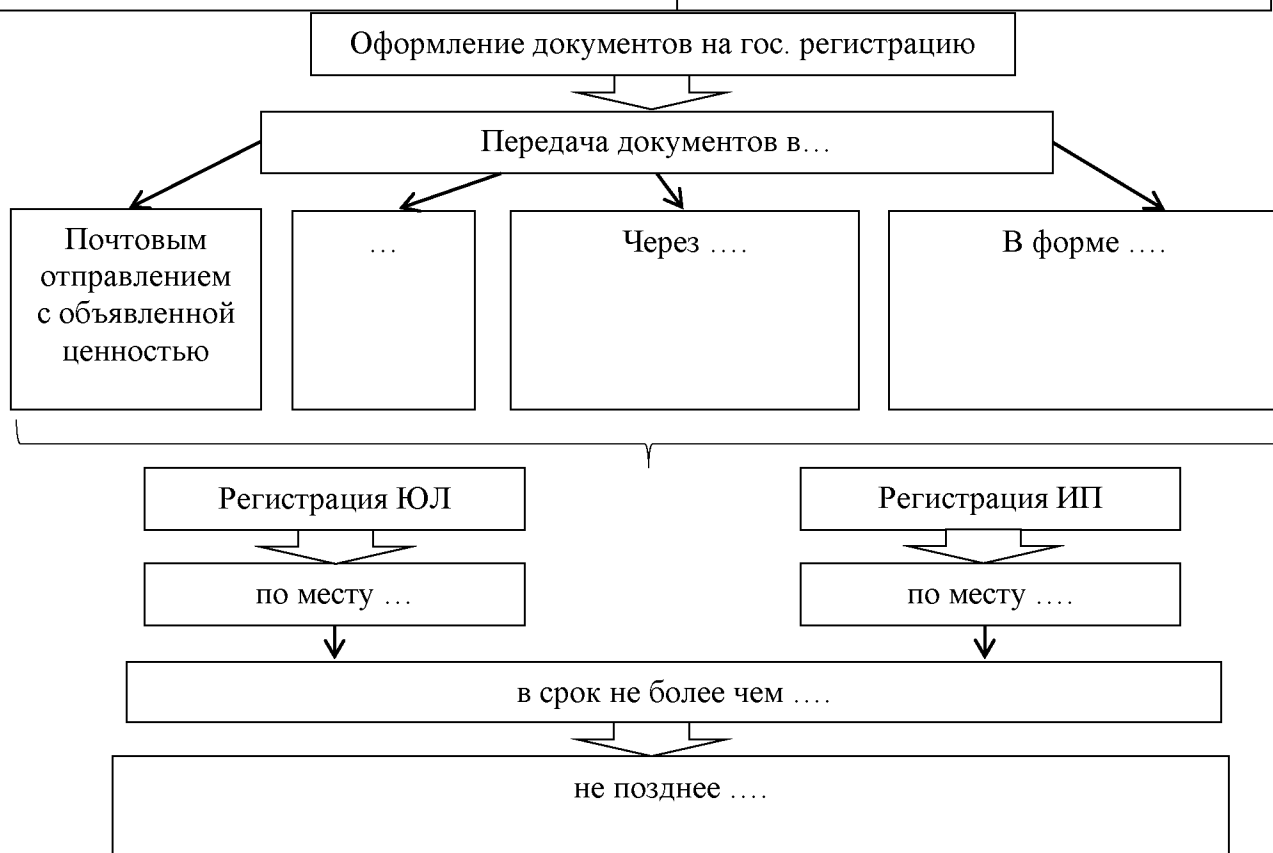 Оформление документов на гос. регистрацию
Передача документов в…
Почтовым
отправлением
с объявленной
ценностью
…
Через ….
В форме ….
Регистрация ЮЛ
Регистрация ИП
по месту …
по месту ….
в срок не более чем ….
не позднее ….